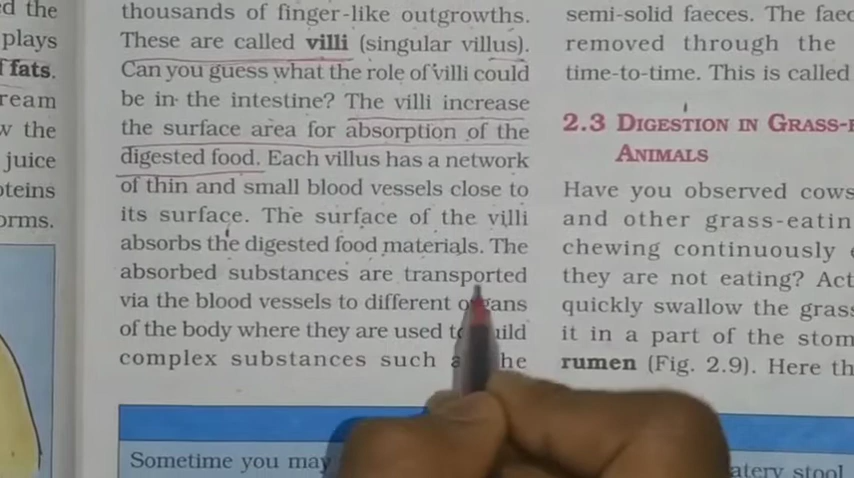 d the
plays
fats.
ream
w the
juice
oteins
orms.
thousands of finger-like outgrowths.
These are called villi (singular villus).
Can you guess what the role of villi could
be in the intestine? The villi increase
the surface area for absorption of the
digested food. Each villus has a network
of thin and small blood vessels close to
its surface. The surface of the villi
absorbs the digested food materials. The
absorbed substances are transported
via the blood vessels to different organs
of the body where they are used to build
complex substances such a he
Sometime you may
semi-solid faeces. The faec
removed through the
time-to-time. This is called
2.3 DIGESTION IN GRASS-
ANIMALS
Have you observed cows
and other grass-eatin
chewing continuously
they are not eating? Act
quickly swallow the grass
it in a part of the stom
rumen (Fig. 2.9). Here th
atery stool